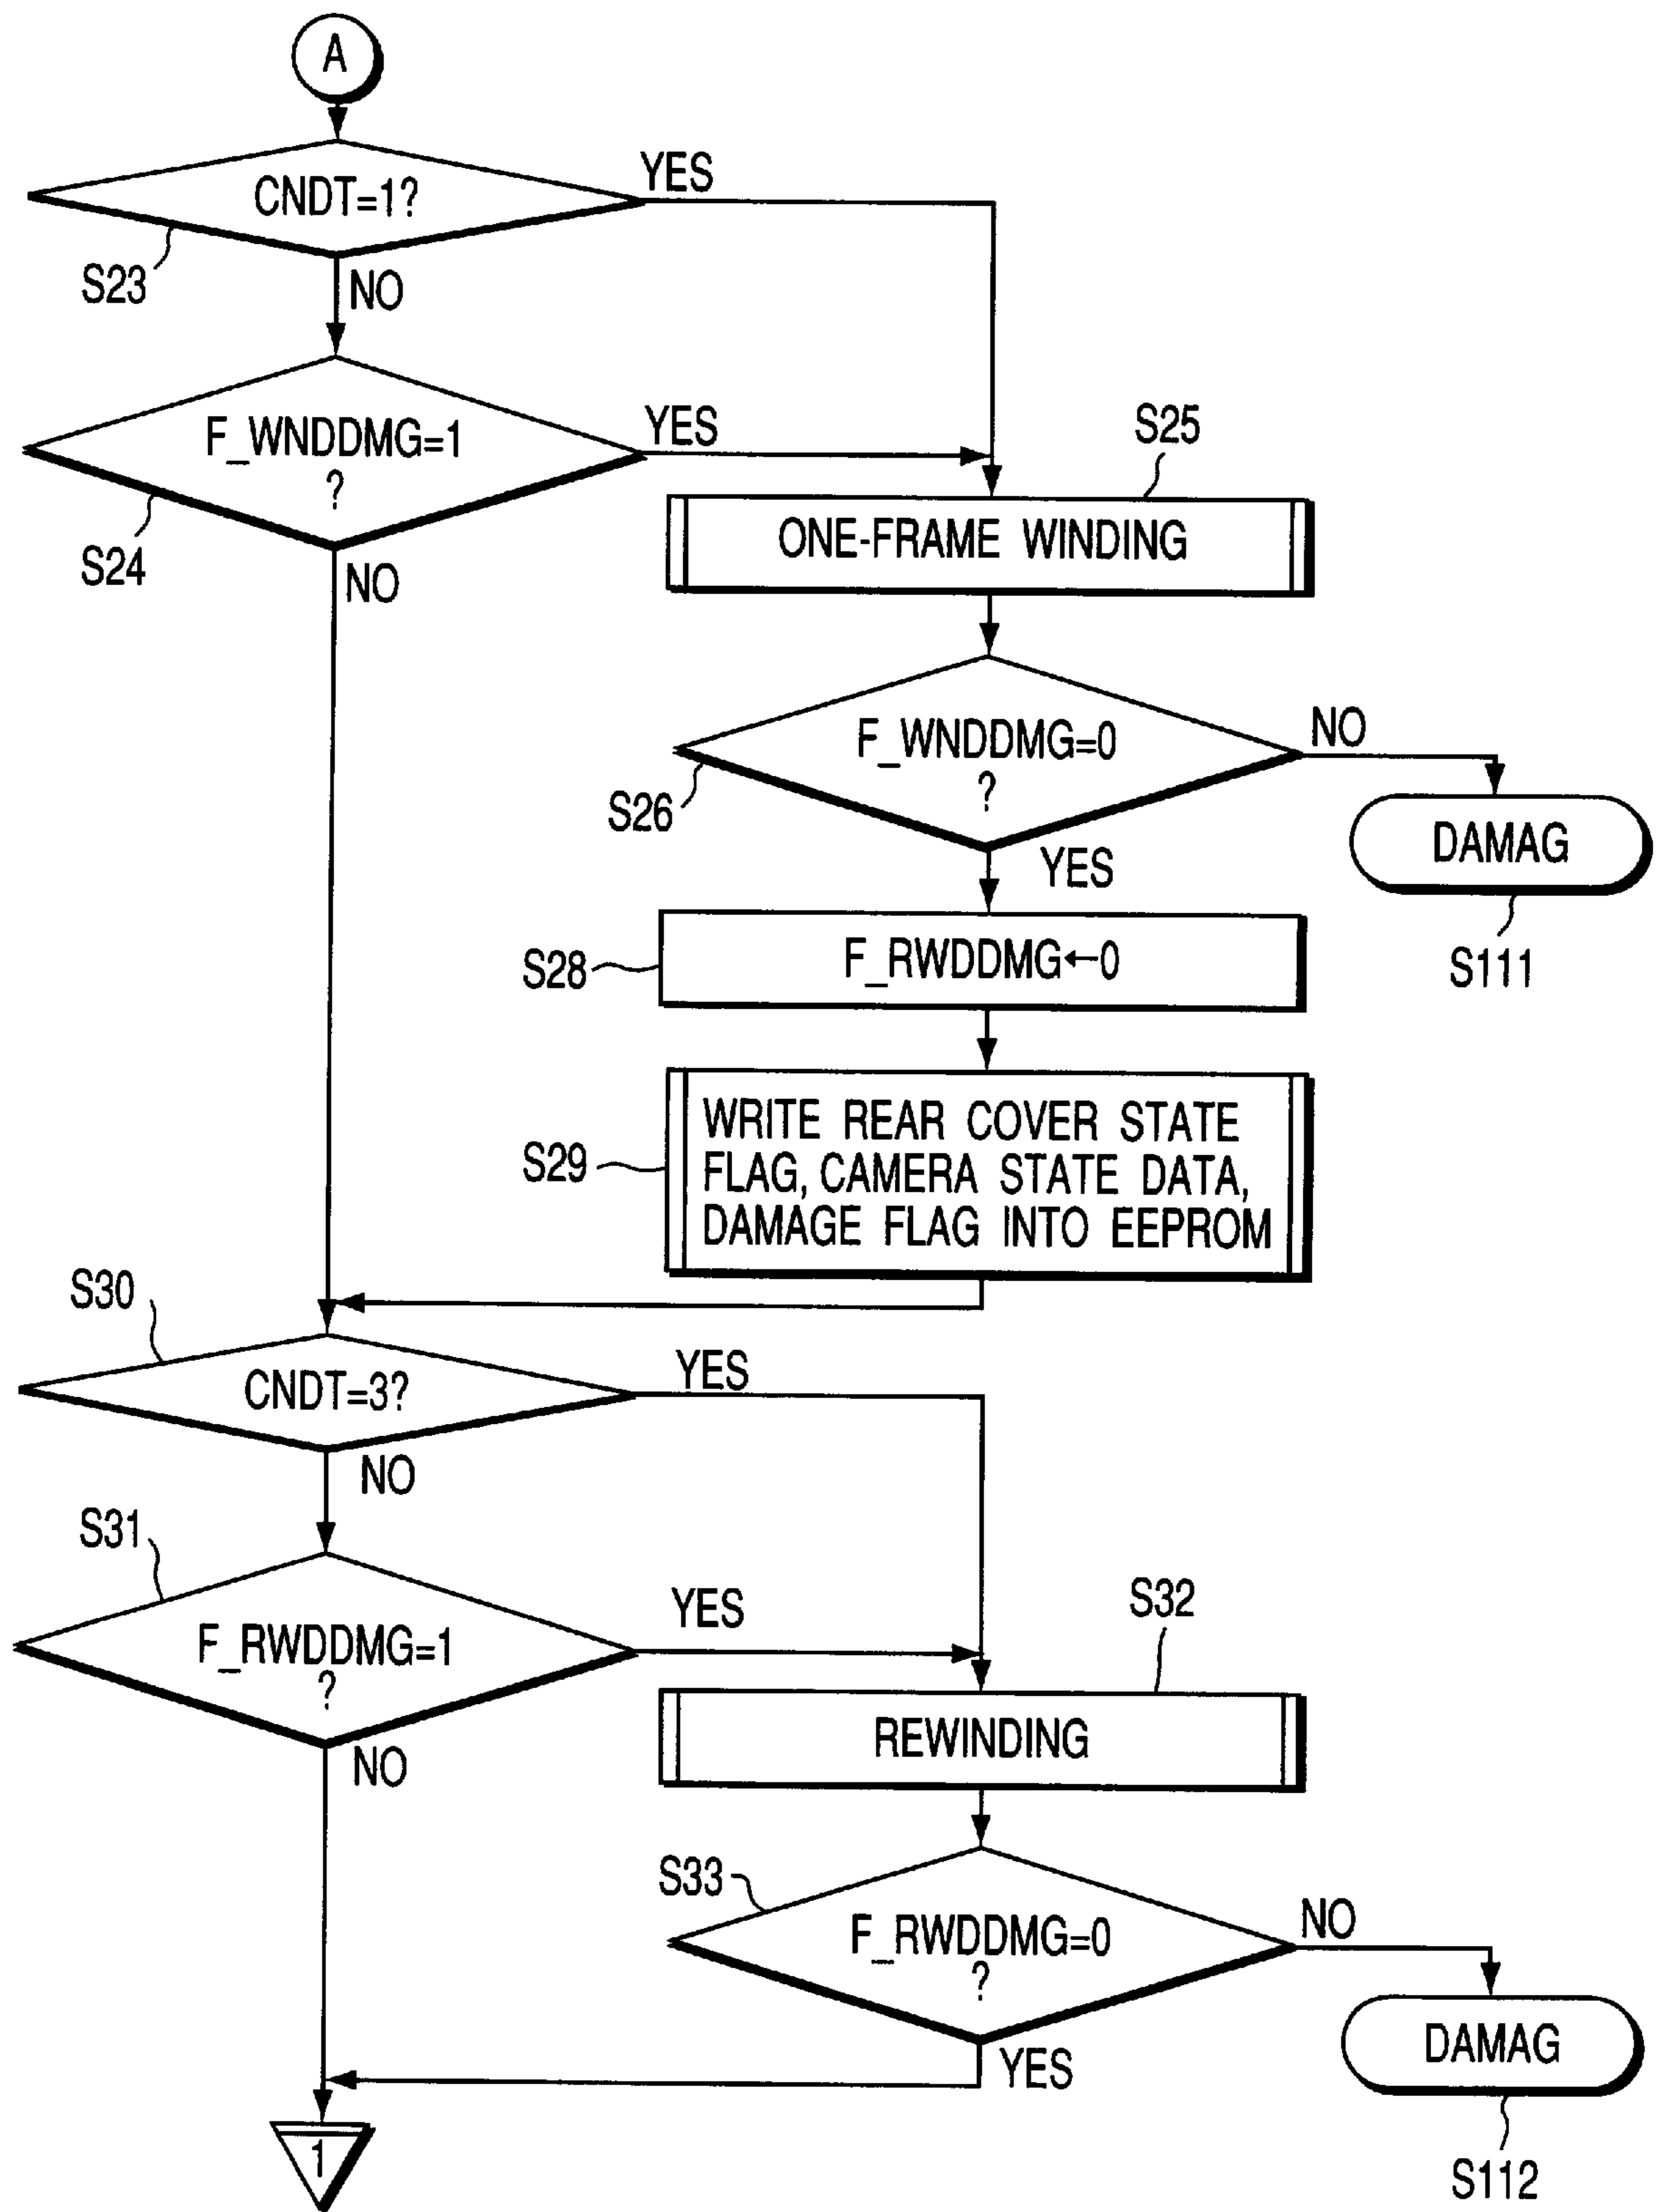 A
CNDT=1?
YES
S23
NO
F_WNDDMG=1
?
YES
S24
NO
S25
ONE-FRAME WINDING
F_WNDDMG=0
?
NO
S26
YES
DAMAG
S111
S28
F_RWDDMG←0
S29
WRITE REAR COVER STATE
FLAG, CAMERA STATE DATA,
DAMAGE FLAG INTO EEPROM
S30
CNDT=3?
YES
NO
S31
F_RWDDMG=1
?
YES
NO
S32
REWINDING
S33
F_RWDDMG=0
?
NO
YES
DAMAG
S112
1